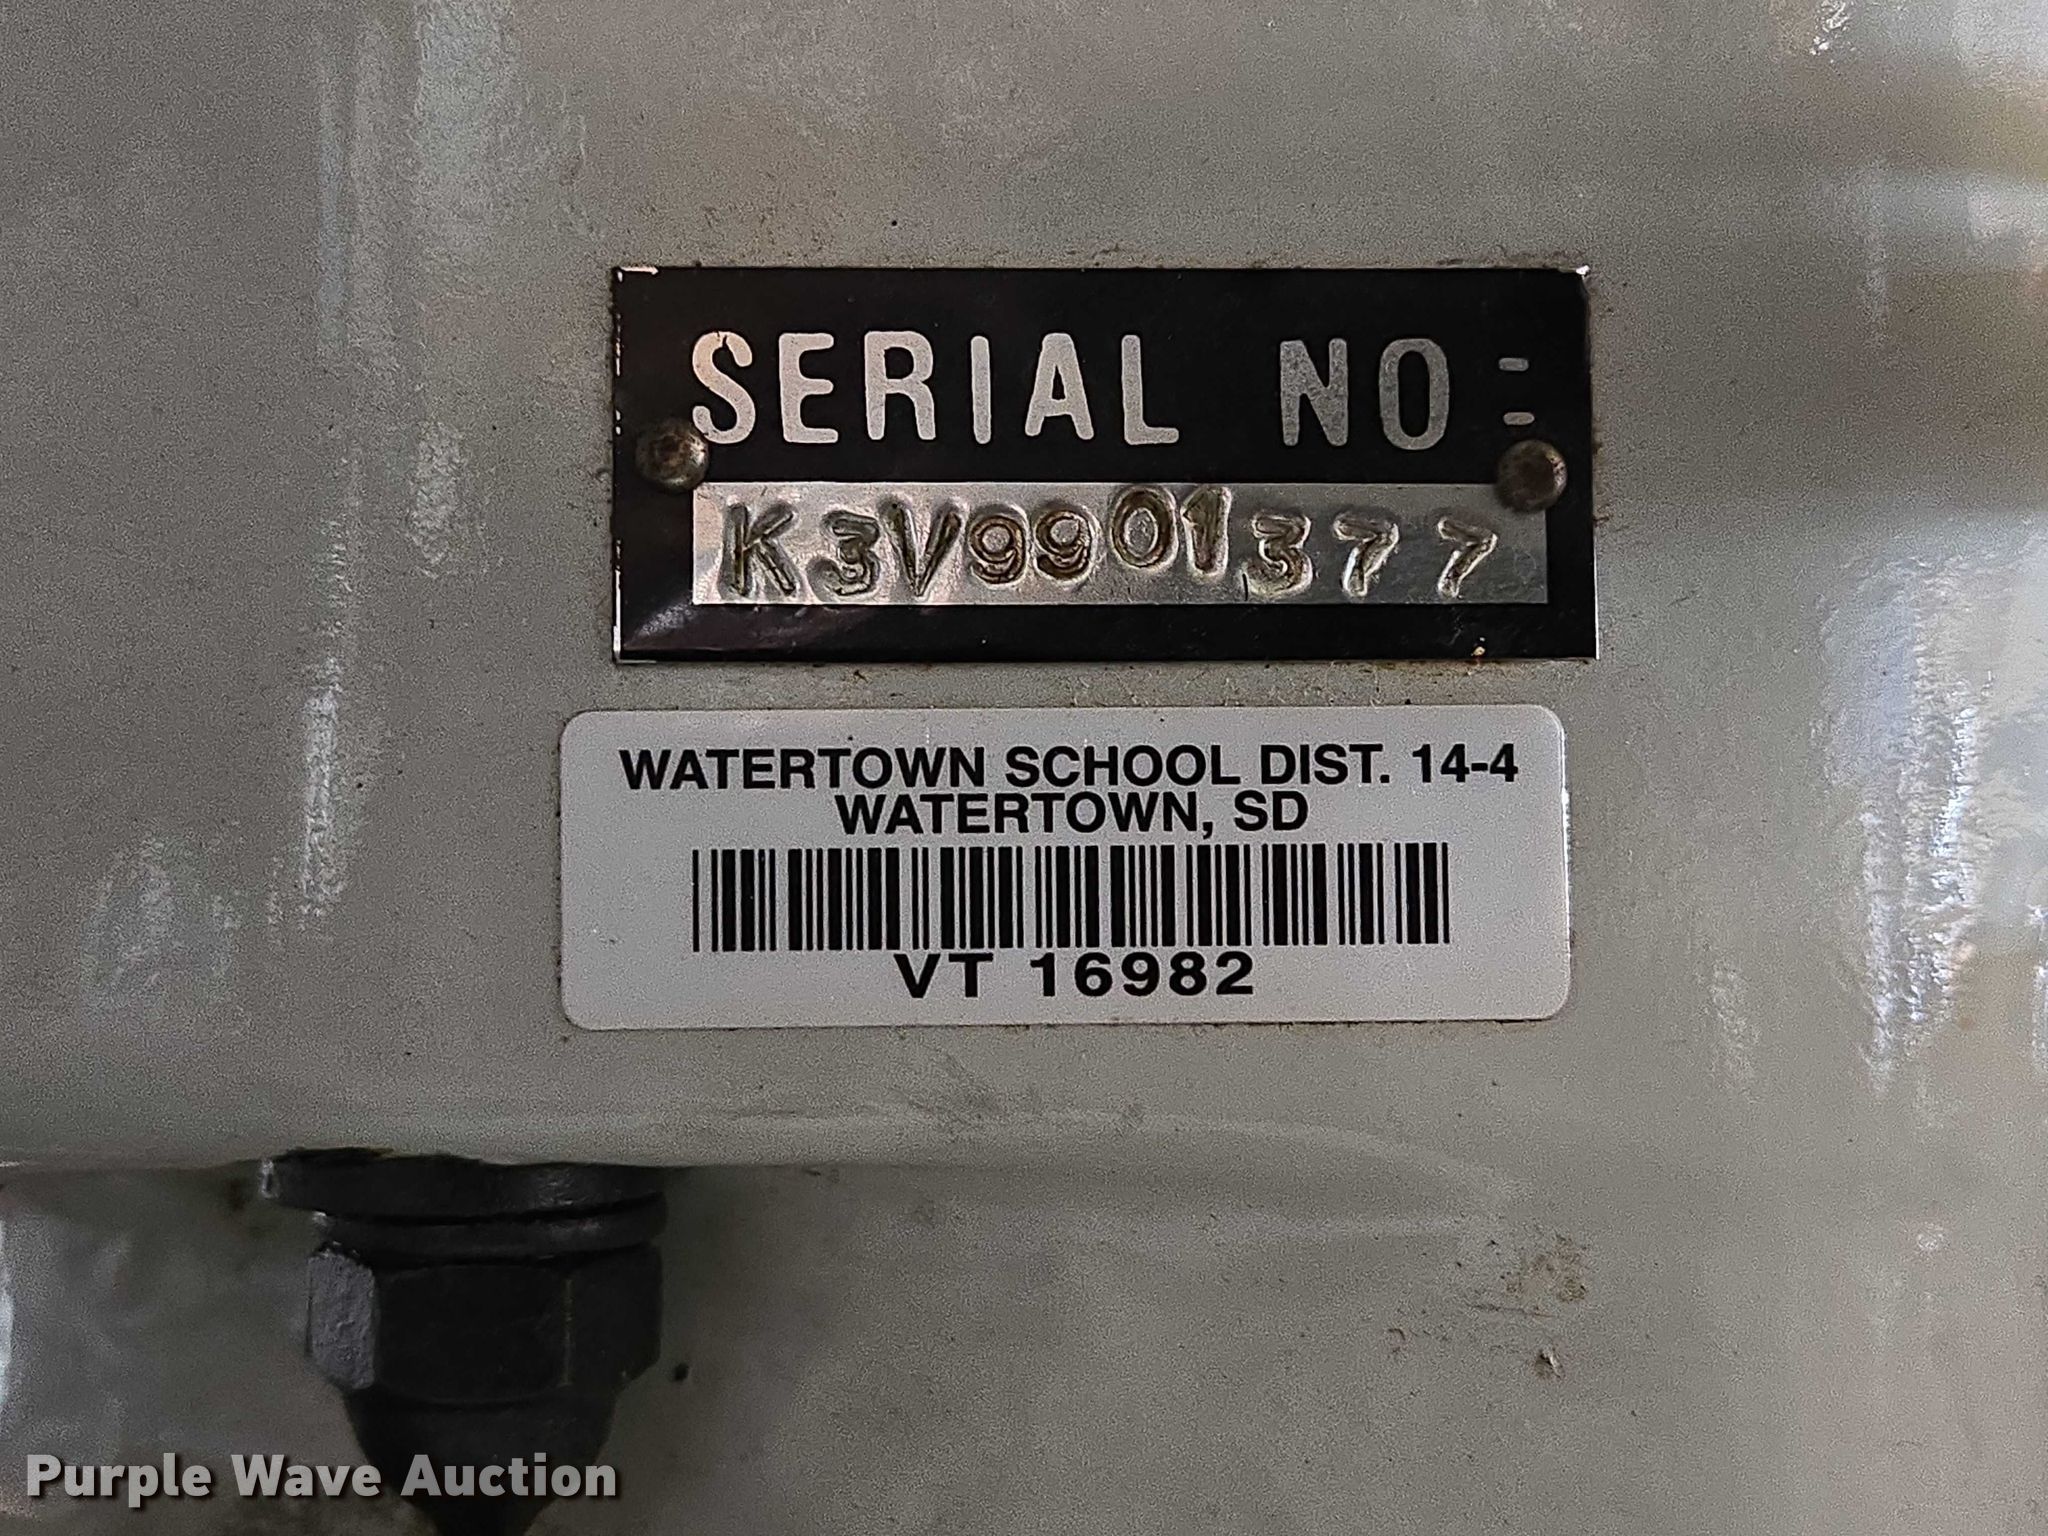 SERIAL NO:
K3V9901377
WATERTOWN SCHOOL DIST. 14-4
WATERTOWN, SD
VT 16982
Purple Wave Auction